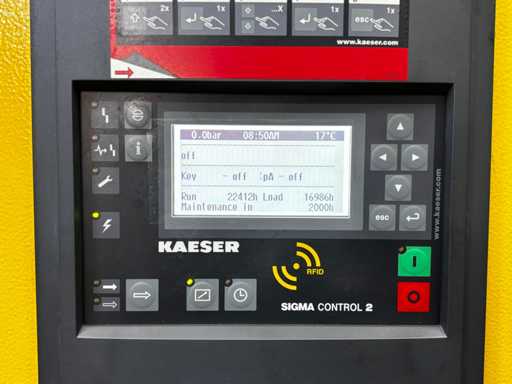 2x
1x
...x
1x
1x
esc
www.kaeser.com
0.0bar 08:50AM 17°C
off
Key - off pA - off
Run 22412h Load 16986h
Maintenance in 2000h
esc
www.kaeser.com
KAESER
RFID
I
SIGMA CONTROL 2
O